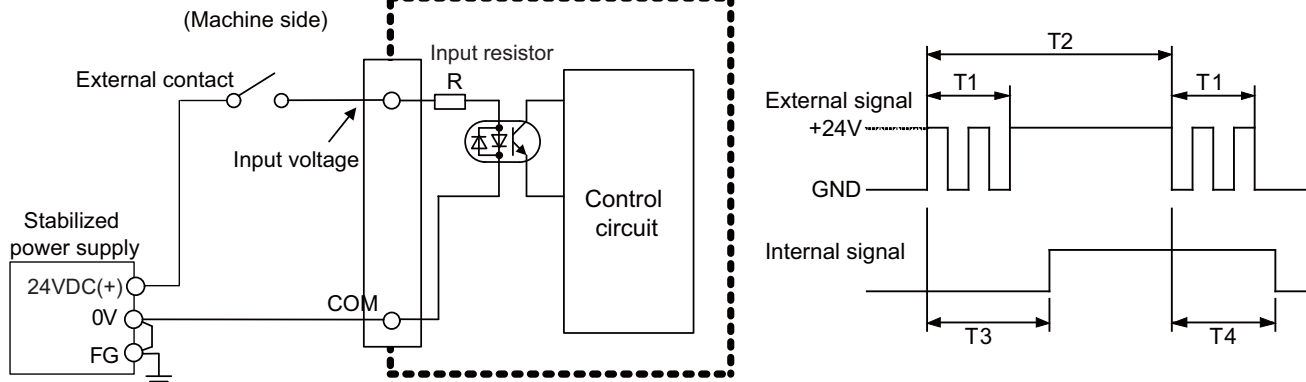 (Machine side)
Input resistor
External contact
R
Input voltage
Control
circuit
Stabilized
power supply
24VDC(+)
0V
FG
COM
T2
T1
T1
External signal
+24V
GND
Internal signal
T3
T4